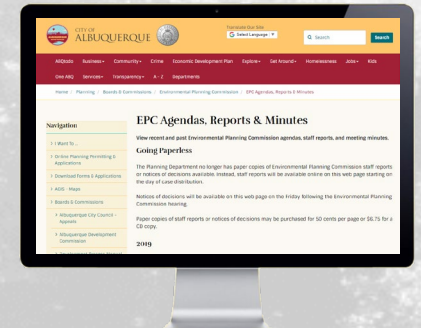 CITY OF
ALBUQUERQUE
Translate Our Site
Select Language
Search
Search
ABQtodo Business Community Crime Economic Development Plan Explore Get Around Homelessness Jobs Kids
One ABQ Services Transparency A - Z Departments
Home / Planning / Boards & Commissions / Environmental Planning Commission / EPC Agendas, Reports & Minutes
Navigation
I Want To ...
Online Planning Permitting & Applications
Download Forms & Applications
AGIS - Maps
Boards & Commissions
Albuquerque City Council - Appeals
Albuquerque Development Commission
EPC Agendas, Reports & Minutes
View recent and past Environmental Planning Commission agendas, staff reports, and meeting minutes.
Going Paperless
The Planning Department no longer has paper copies of Environmental Planning Commission staff reports
or notices of decisions available. Instead, staff reports will be available online on this web page starting on
the day of case distribution.
Notices of decisions will be available on this web page on the Friday following the Environmental Planning
Commission hearing.
Paper copies of staff reports or notices of decisions may be purchased for 50 cents per page or $6.75 for a
CD copy.
2019